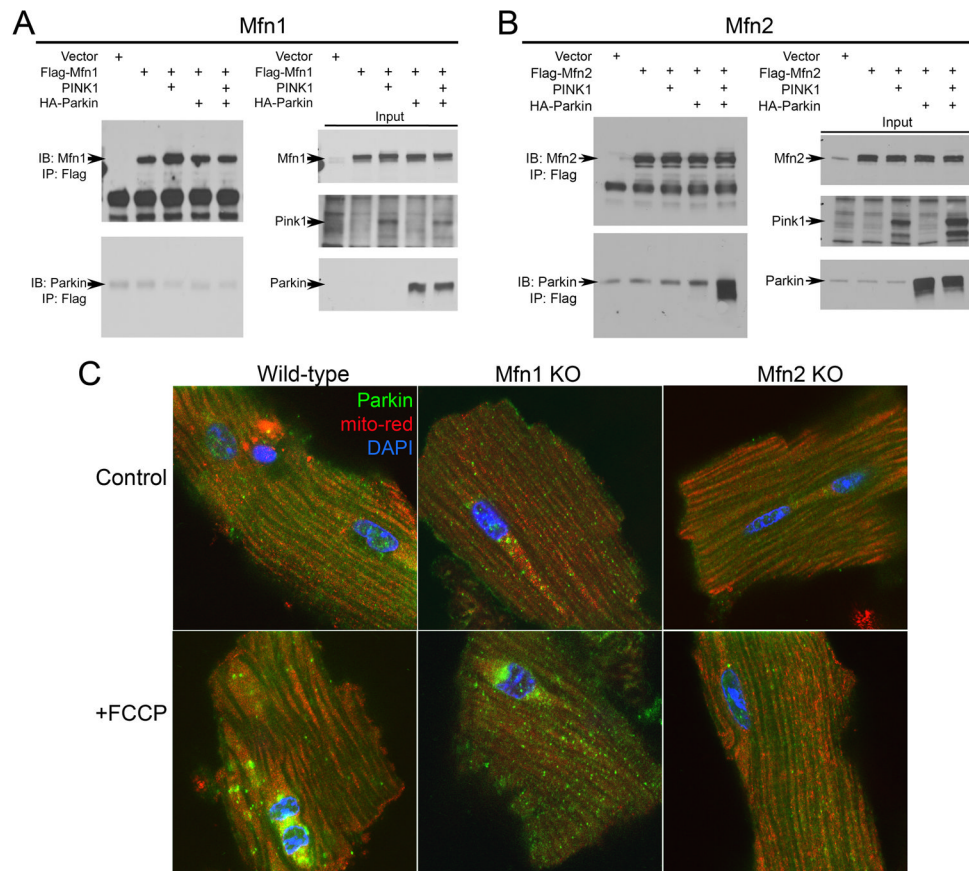 A
Mfn1
Vector +
Flag-Mfn1 + + + +
PINK1 + +
HA-Parkin + +
IB: Mfn1
IP: Flag
IB: Parkin
IP: Flag
Vector +
Flag-Mfn1 + + + +
PINK1 + +
HA-Parkin + +
Input
Mfn1
Pink1
Parkin
B
Mfn2
Vector +
Flag-Mfn2 + + + +
PINK1 + +
HA-Parkin + +
IB: Mfn2
IP: Flag
IB: Parkin
IP: Flag
Vector +
Flag-Mfn2 + + + +
PINK1 + +
HA-Parkin + +
Input
Mfn2
Pink1
Parkin
C
Wild-type Mfn1 KO Mfn2 KO
Parkin
mito-red
DAPI
Control
+FCCP